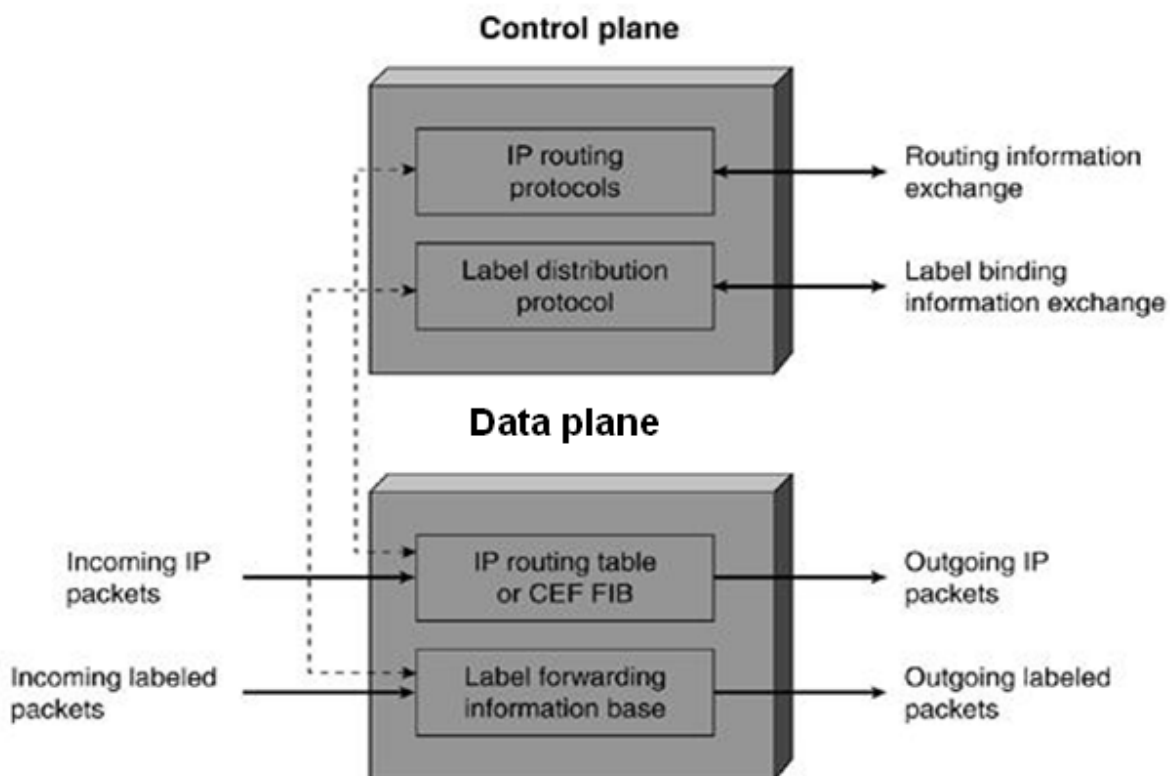 Control plane
IP routing
protocols
Routing information
exchange
Label distribution
protocol
Label binding
information exchange
Data plane
Incoming IP
packets
IP routing table
or CEF FIB
Outgoing IP
packets
Incoming labeled
packets
Label forwarding
information base
Outgoing labeled
packets